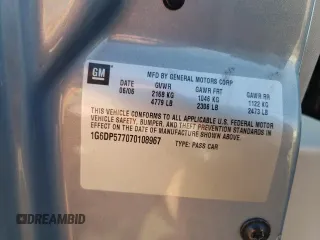 GM
MFD BY GENERAL MOTORS CORP
DATE GVWR GAWR FRT GAWR RR
06/06 2168 KG 1046 KG 1122 KG
4779 LB 2306 LB 2473 LB
THIS VEHICLE CONFORMS TO ALL APPLICABLE U.S. FEDERAL MOTOR
VEHICLE SAFETY, BUMPER, AND THEFT PREVENTION STANDARDS
IN EFFECT ON THE DATE OF MANUFACTURE SHOWN ABOVE.
1G6DP577070108967 TYPE: PASS CAR
DREAMBID